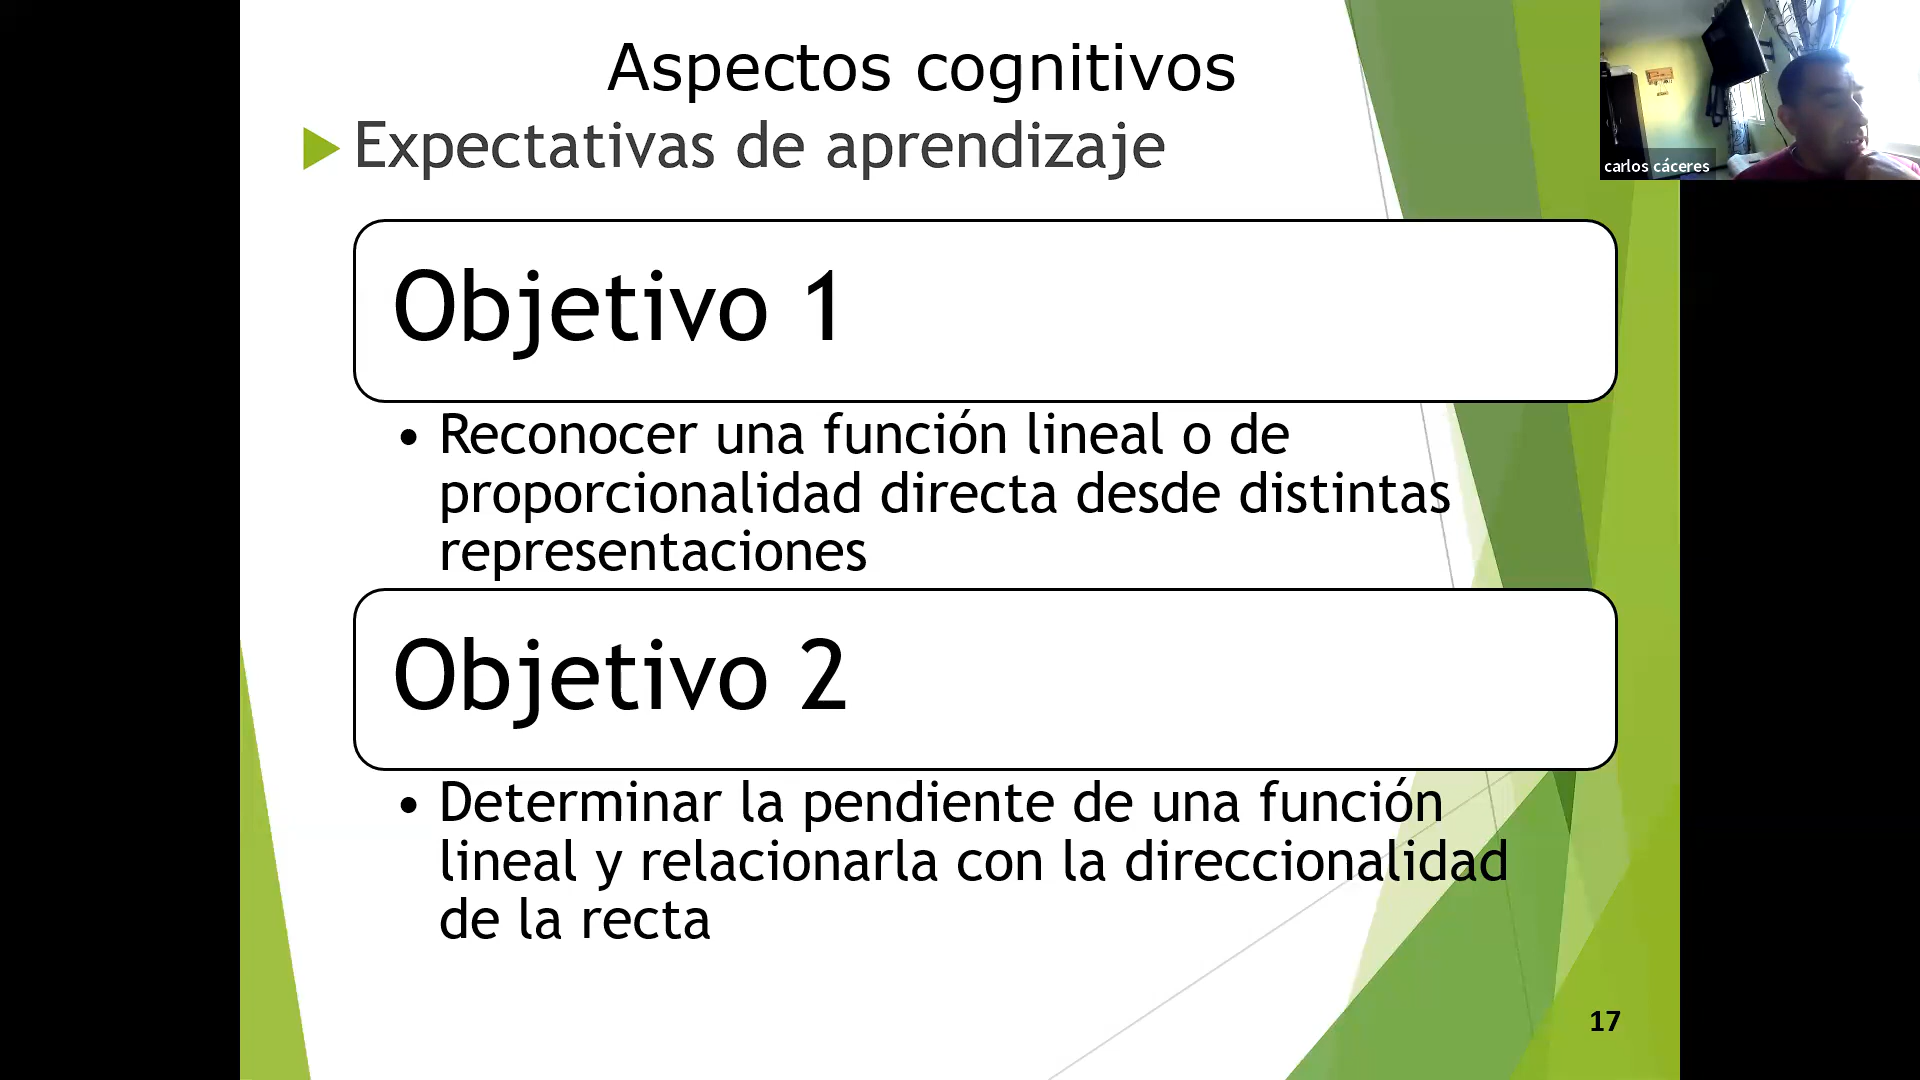 Aspectos cognitivos
Expectativas de aprendizaje
carlos cáceres
Objetivo 1
• Reconocer una función lineal o de
proporcionalidad directa desde distintas
representaciones
Objetivo 2
• Determinar la pendiente de una función
lineal y relacionarla con la direccionalidad
de la recta
17